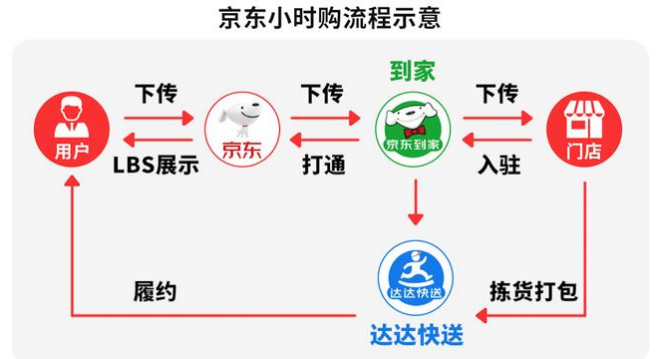 京东小时购流程示意
到家
下传
下传
下传
用户
京东
京东到家
门店
LBS展示
打通
入驻
履约
达达快送
拣货打包
达达快送